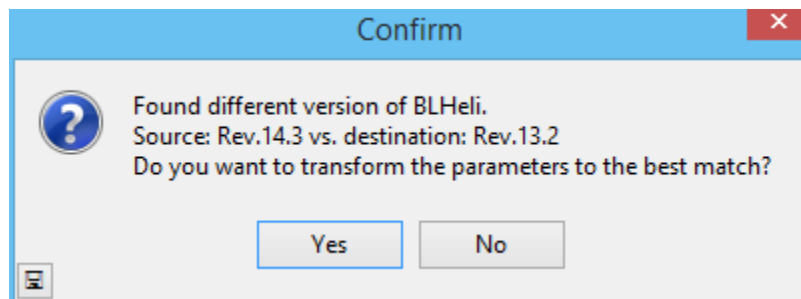 Confirm
Found different version of BLHeli.
Source: Rev.14.3 vs. destination: Rev.13.2
Do you want to transform the parameters to the best match?
Yes
No